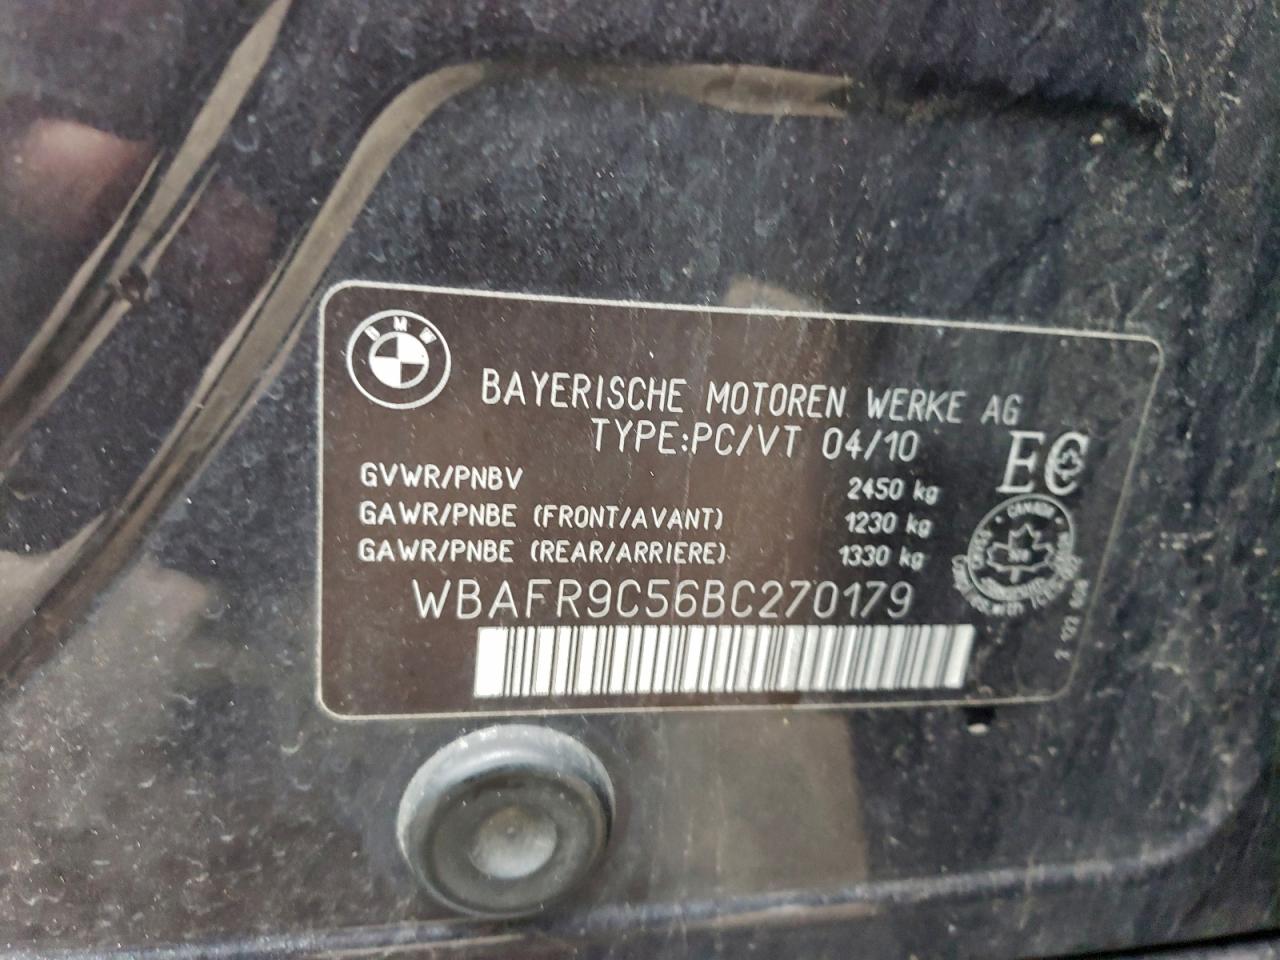 BMW
BAYERISCHE MOTOREN WERKE AG
TYPE:PC/VT 04/10
GVWR/PNBV 2450 kg
GAWR/PNBE (FRONT/AVANT) 1230 kg
GAWR/PNBE (REAR/ARRIERE) 1330 kg
WBAFR9C56BC270179
EC
CANADA